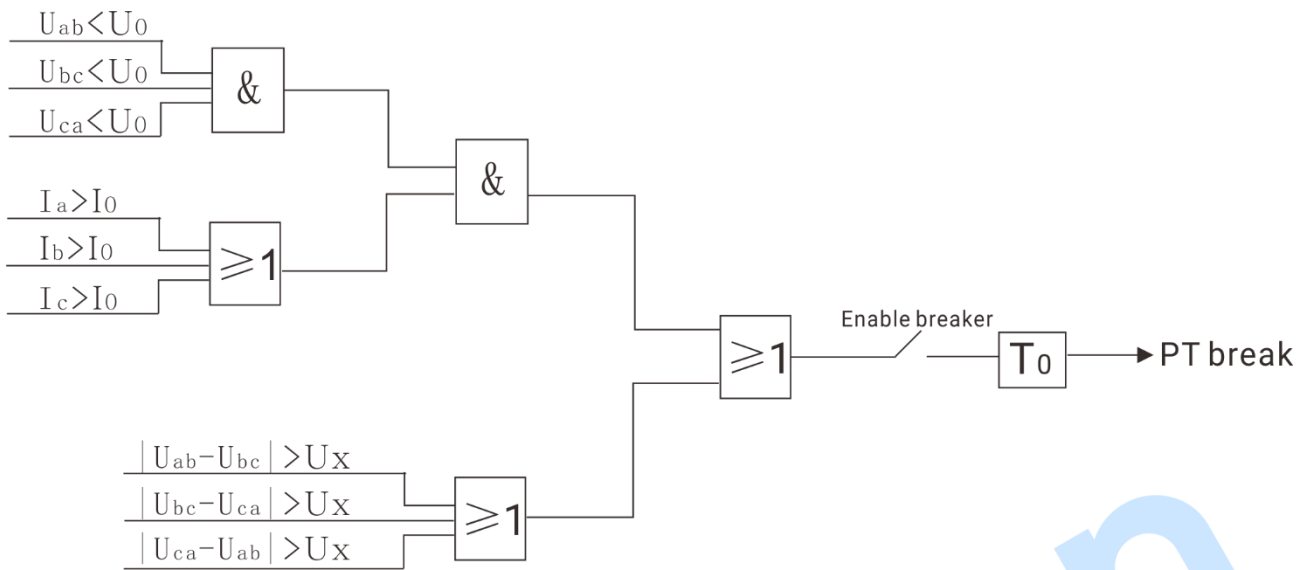 Uab<U0
Ubc<U0
&
Uca<U0
&
Ia>I0
Ib>I0
≥1
Ic>I0
Enable breaker
≥1
T0
PT break
|Uab-Ubc|>Ux
|Ubc-Uca|>Ux
≥1
|Uca-Uab|>Ux